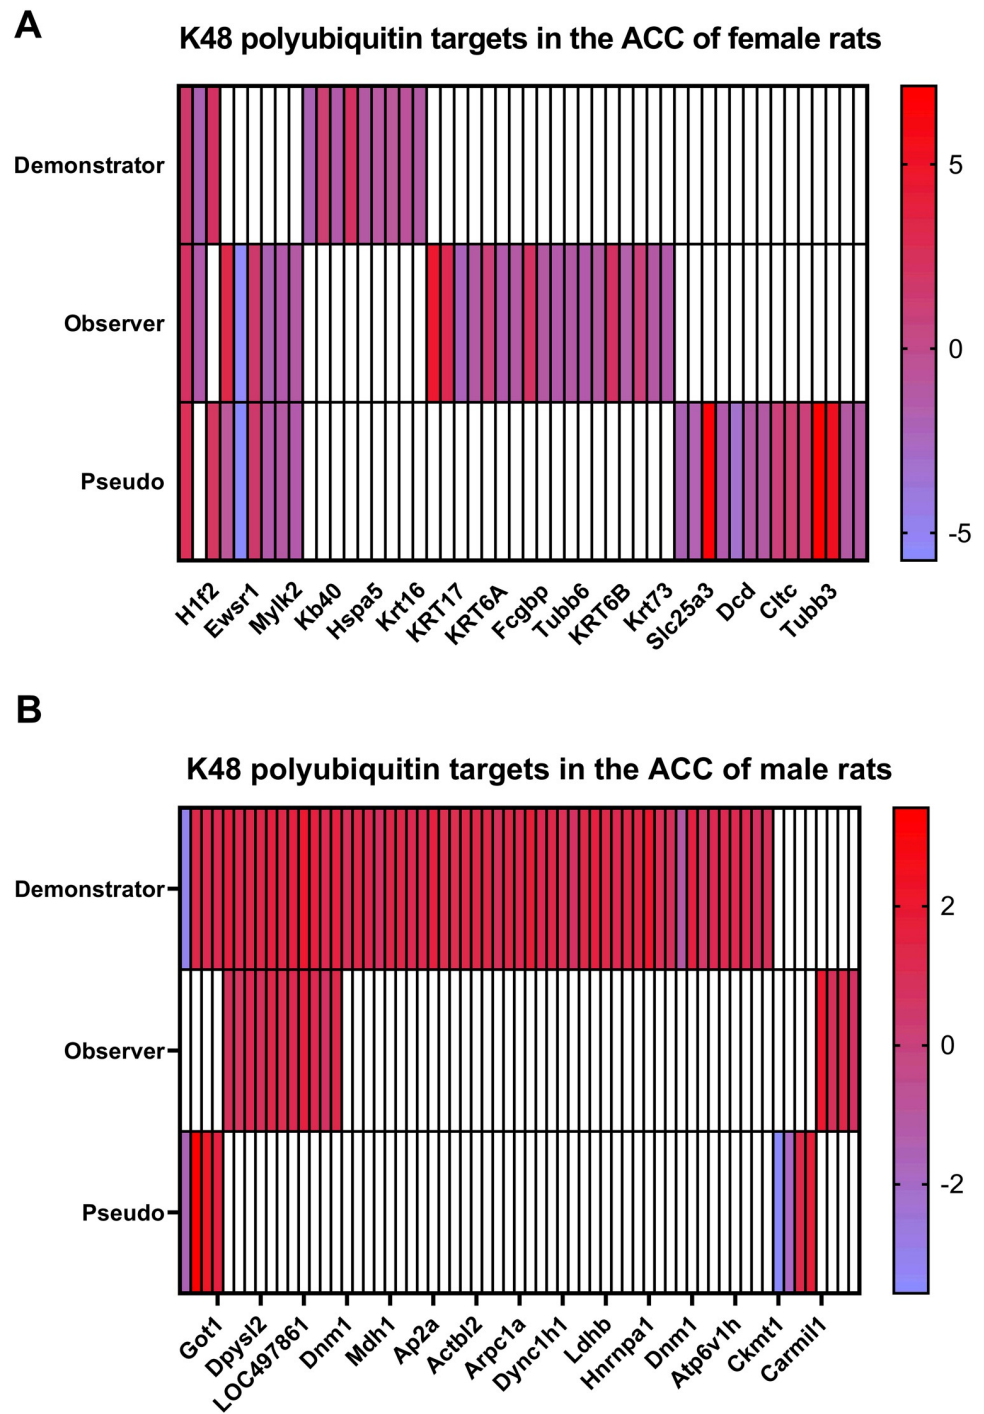 A
K48 polyubiquitin targets in the ACC of female rats
Demonstrator
Observer
Pseudo
5
0
-5
H1f2
Ewsr1
Mylk2
Kb40
Hspa5
Krt16
KRT17
KRT6A
Fcgbp
Tubb6
KRT6B
Krt73
Slc25a3
Dcd
Cltc
Tubb3
B
K48 polyubiquitin targets in the ACC of male rats
Demonstrator
Observer
Pseudo
2
0
-2
Got1
Dpysl2
LOC497861
Dnm1
Mdh1
Ap2a
Actbl2
Arpc1a
Dync1h1
Ldhb
Hnrnpa1
Dnm1
Atp6v1h
Ckmt1
Carmil1